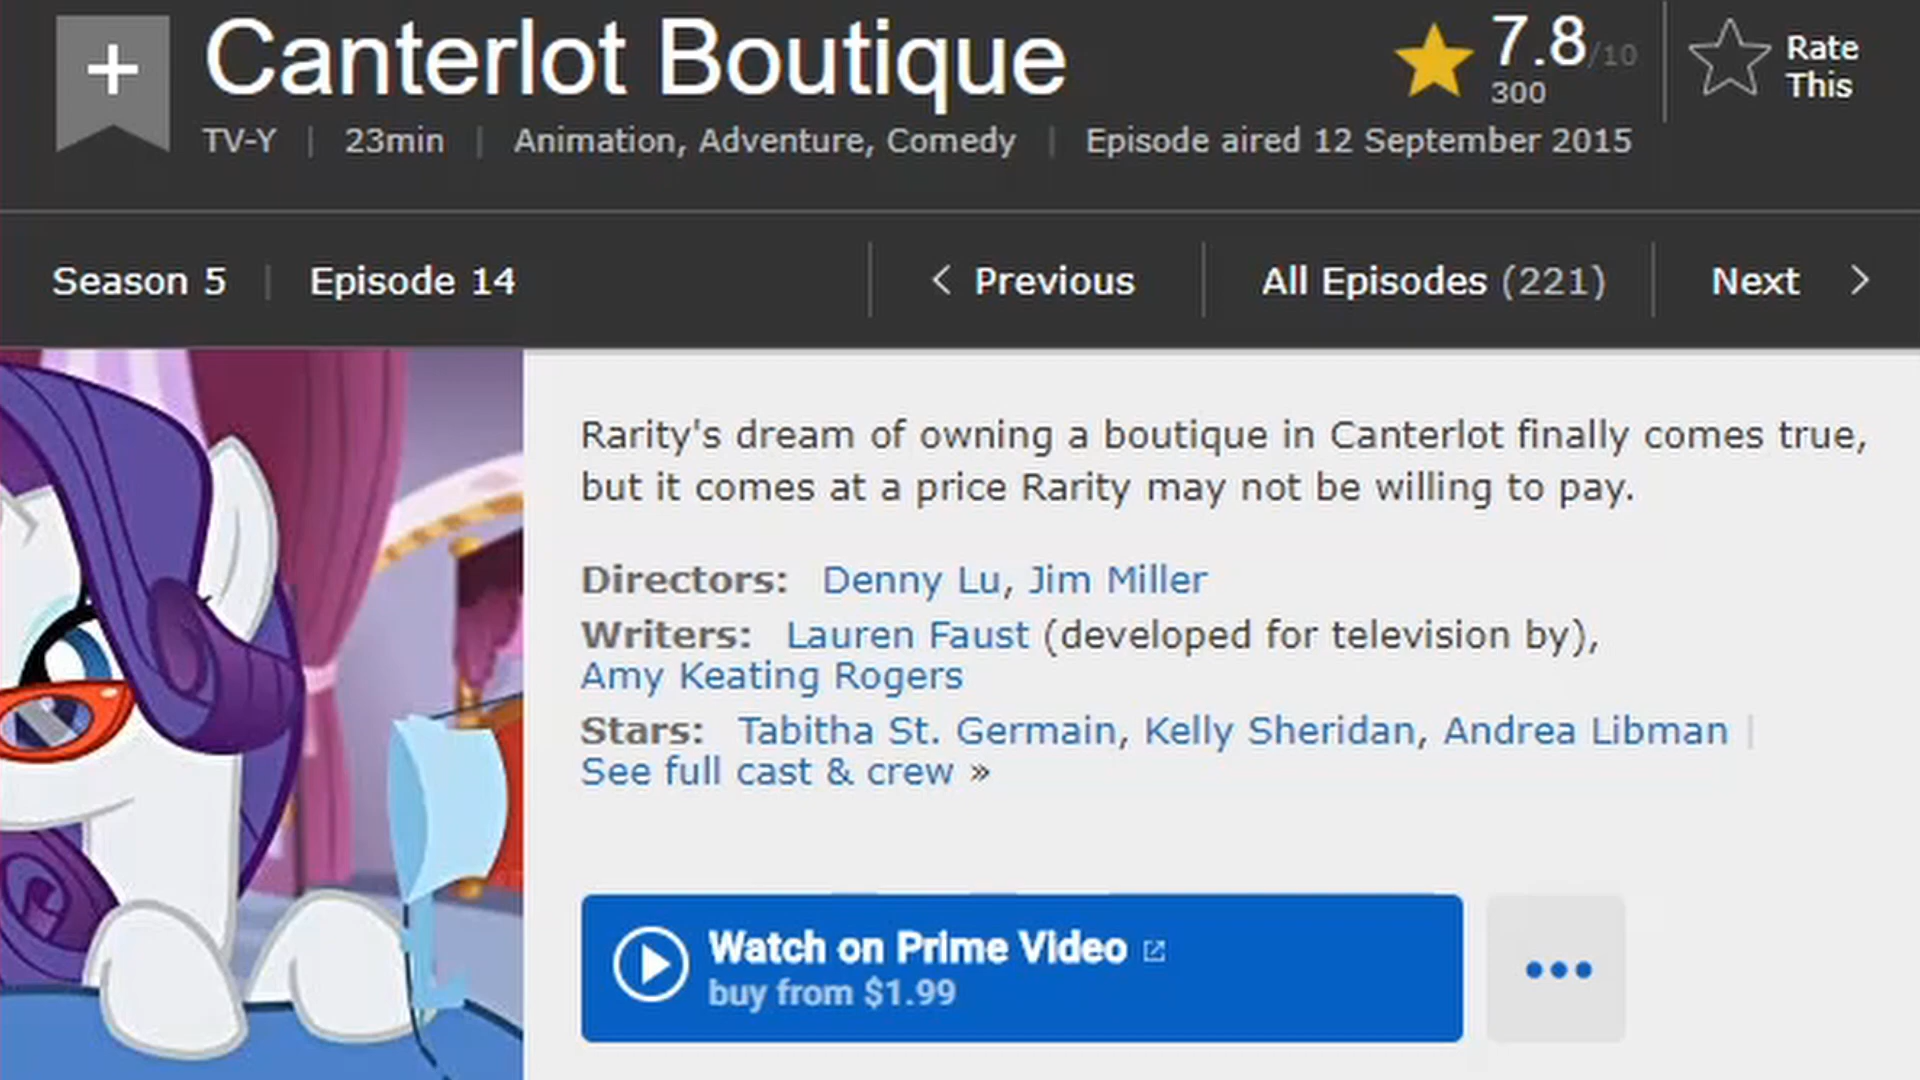 Canterlot Boutique
7.8/10
300
Rate
This
TV-Y | 23min | Animation, Adventure, Comedy | Episode aired 12 September 2015
Season 5 | Episode 14
Previous
All Episodes (221)
Next
Rarity's dream of owning a boutique in Canterlot finally comes true,
but it comes at a price Rarity may not be willing to pay.
Directors: Denny Lu, Jim Miller
Writers: Lauren Faust (developed for television by),
Amy Keating Rogers
Stars: Tabitha St. Germain, Kelly Sheridan, Andrea Libman |
See full cast & crew »
Watch on Prime Video
buy from $1.99